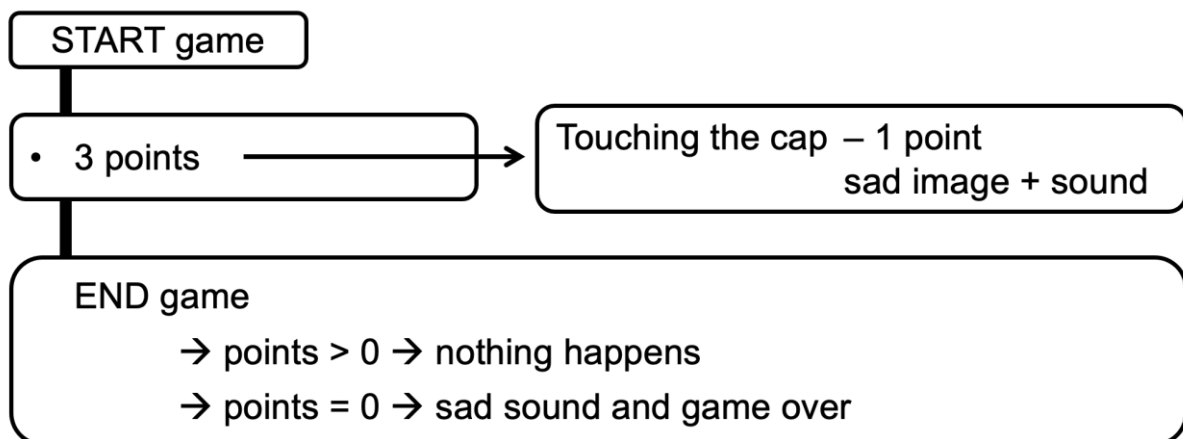 START game
• 3 points
Touching the cap – 1 point
sad image + sound
END game
→ points > 0 → nothing happens
→ points = 0 → sad sound and game over